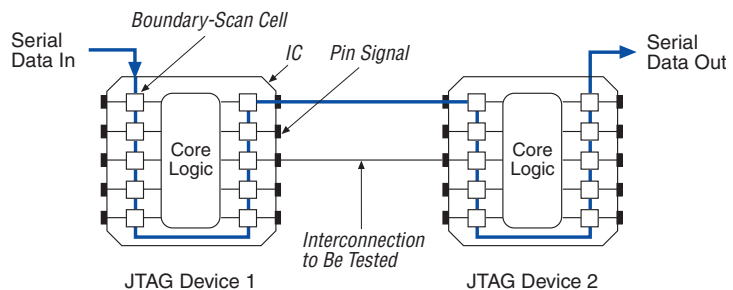 Boundary-Scan Cell
Serial
Data In
IC
Pin Signal
Serial
Data Out
Core
Logic
Core
Logic
Interconnection
to Be Tested
JTAG Device 1
JTAG Device 2